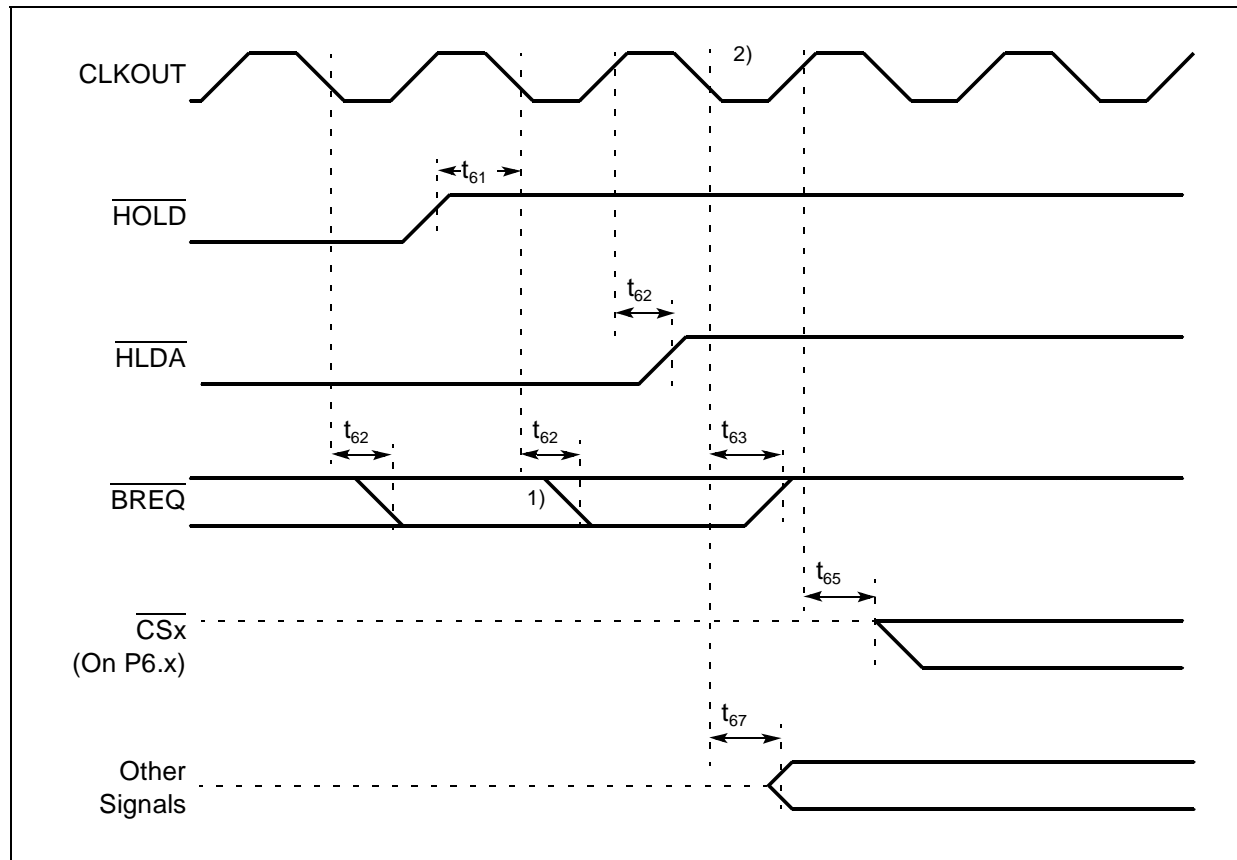 CLKOUT
2)
t61
HOLD
t62
HLDA
t62
t62
t63
BREQ
1)
t65
CSx
(On P6.x)
t67
Other
Signals